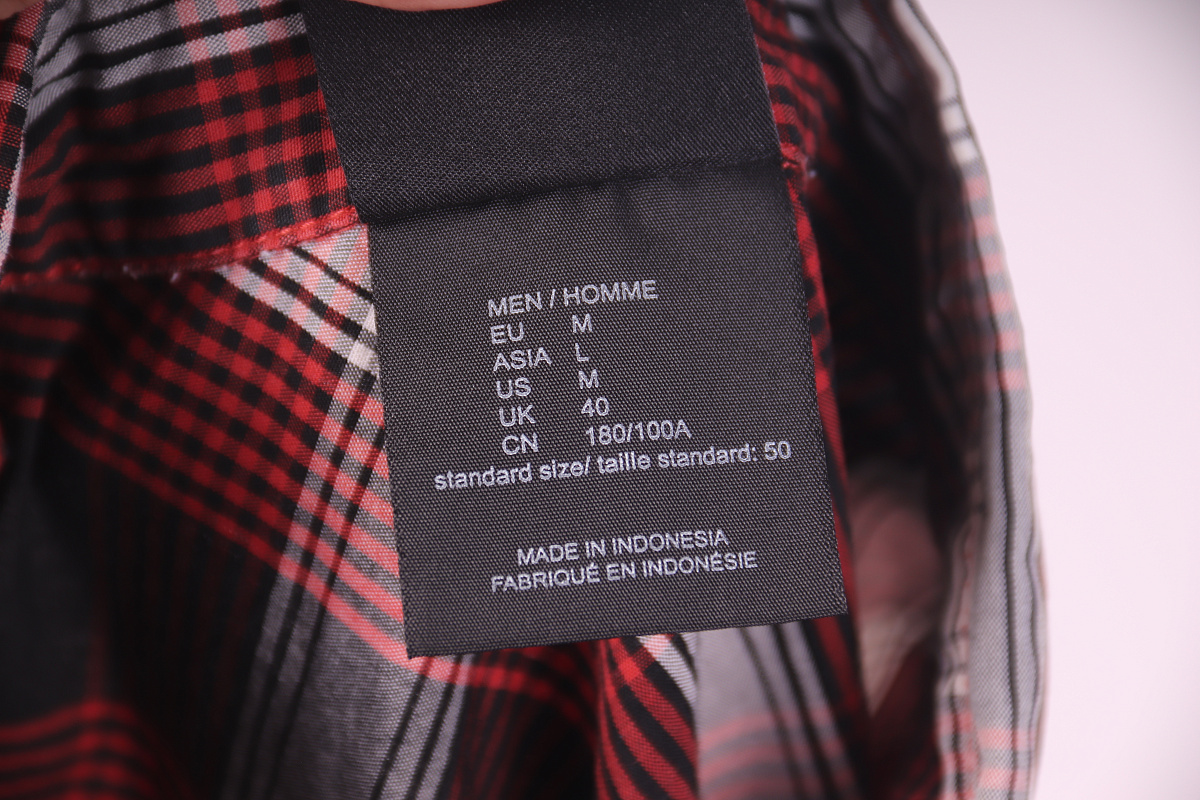 MEN / HOMME
EU M
ASIA L
US M
UK 40
CN 180/100A
standard size/ taille standard: 50
MADE IN INDONESIA
FABRIQUÉ EN INDONÉSIE